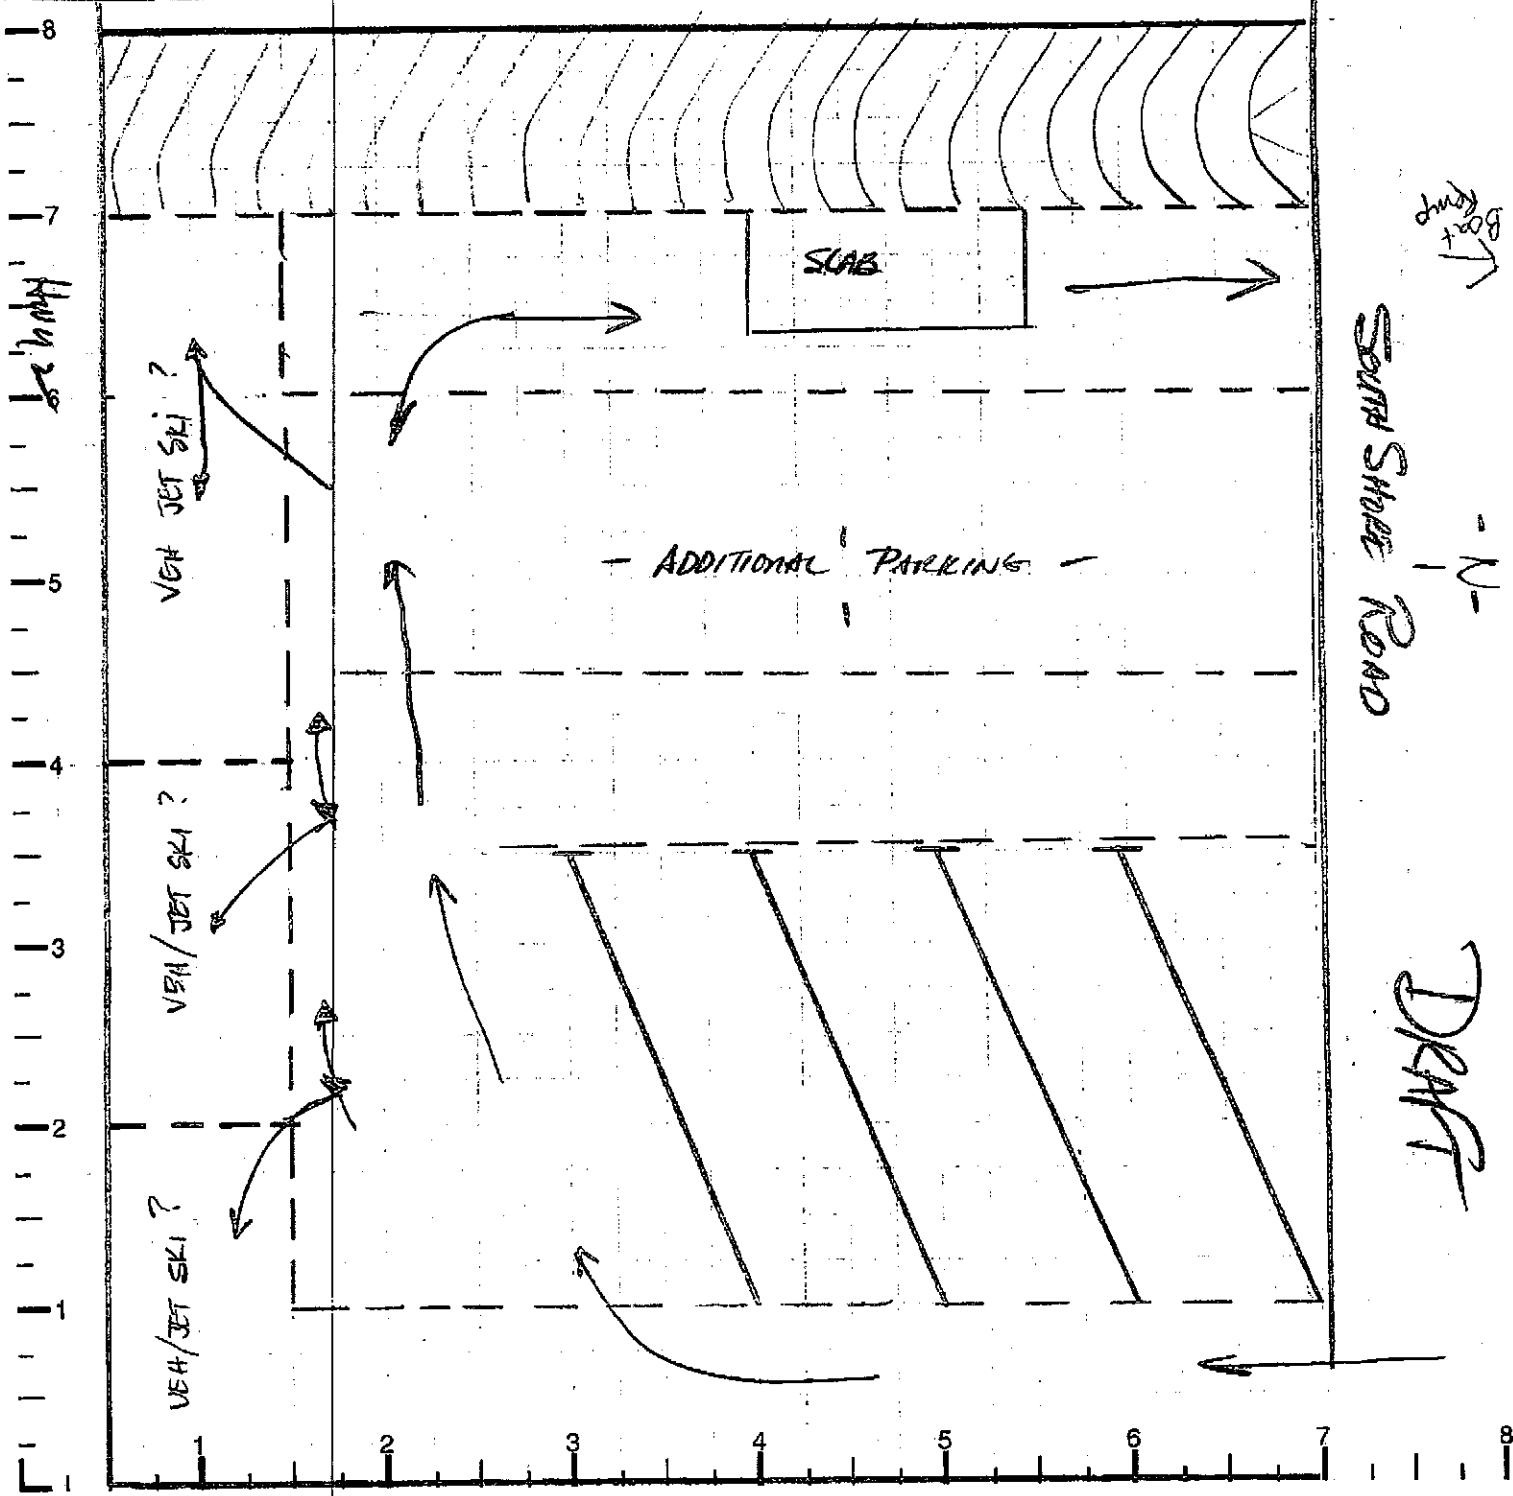 8
7
6
5
4
3
2
1
SLAB
- ADDITIONAL PARKING -
VEH JET SKI ?
VEH/JET SKI ?
VEH/JET SKI ?
Boat
Ramp
SOUTH SHORE ROAD
- N -
DRAFT
1 2 3 4 5 6 7 8